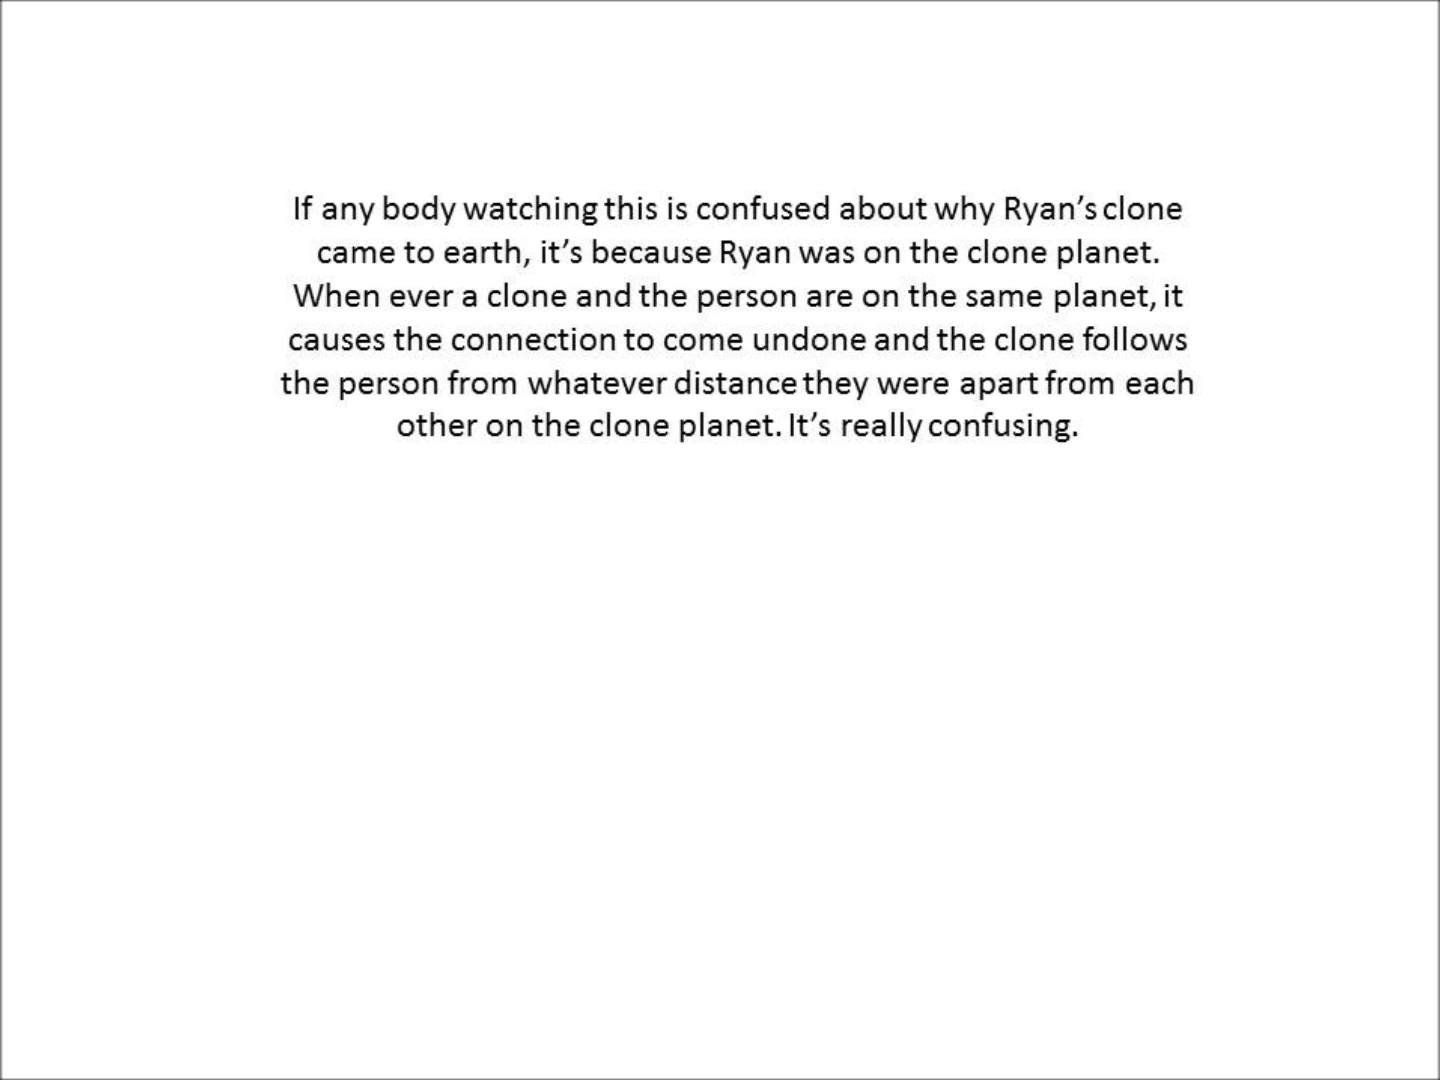 If any body watching this is confused about why Ryan’s clone
came to earth, it’s because Ryan was on the clone planet.
When ever a clone and the person are on the same planet, it
causes the connection to come undone and the clone follows
the person from whatever distance they were apart from each
other on the clone planet. It’s really confusing.